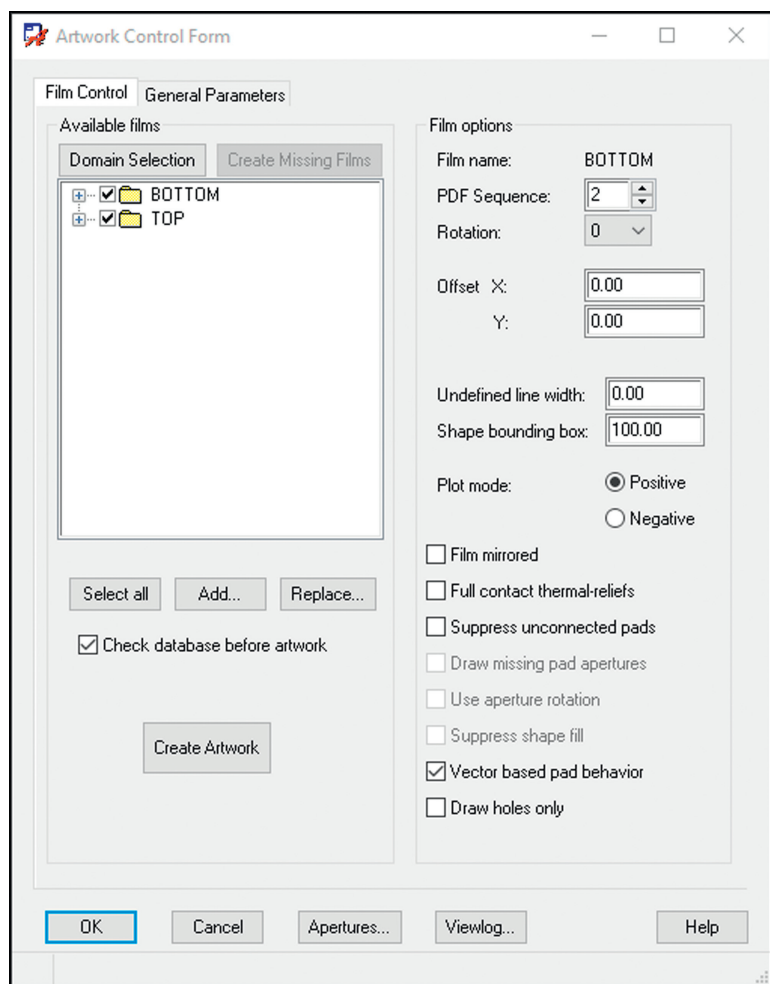 Artwork Control Form
Film Control
General Parameters
Available films
Domain Selection
Create Missing Films
BOTTOM
TOP
Select all
Add...
Replace...
Check database before artwork
Create Artwork
Film options
Film name: BOTTOM
PDF Sequence: 2
Rotation: 0
Offset X: 0.00
Y: 0.00
Undefined line width: 0.00
Shape bounding box: 100.00
Plot mode: Positive
Negative
Film mirrored
Full contact thermal-reliefs
Suppress unconnected pads
Draw missing pad apertures
Use aperture rotation
Suppress shape fill
Vector based pad behavior
Draw holes only
OK
Cancel
Apertures...
Viewlog...
Help